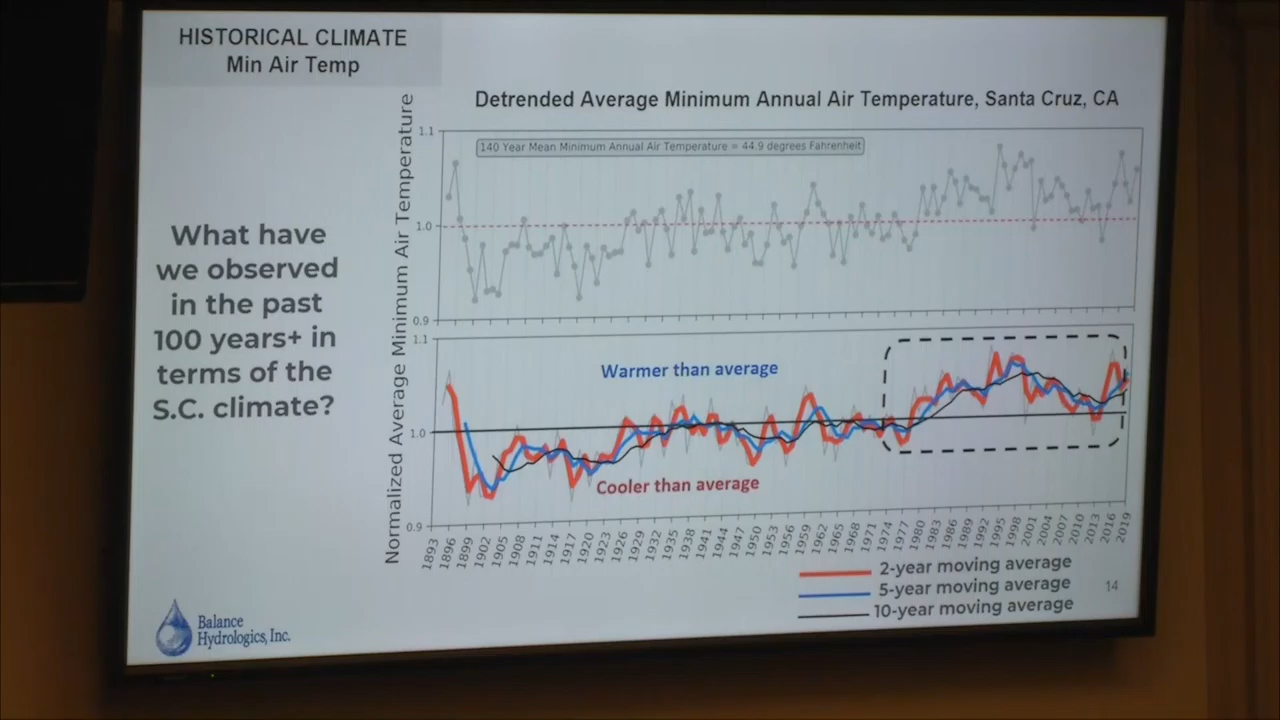 HISTORICAL CLIMATE
Min Air Temp
Detrended Average Minimum Annual Air Temperature, Santa Cruz, CA
Normalized Average Minimum Air Temperature
1.1
140 Year Mean Minimum Annual Air Temperature = 44.9 degrees Fahrenheit
1.0
0.9
What have
we observed
in the past
100 years+ in
terms of the
S.C. climate?
1.1
Warmer than average
1.0
Cooler than average
0.9
1893 1896 1899 1902 1905 1908 1911 1914 1917 1920 1923 1926 1929 1932 1935 1938 1941 1944 1947 1950 1953 1956 1959 1962 1965 1968 1971 1974 1977 1980 1983 1986 1989 1992 1995 1998 2001 2004 2007 2010 2013 2016 2019
2-year moving average
5-year moving average
10-year moving average
14
Balance
Hydrologics, Inc.